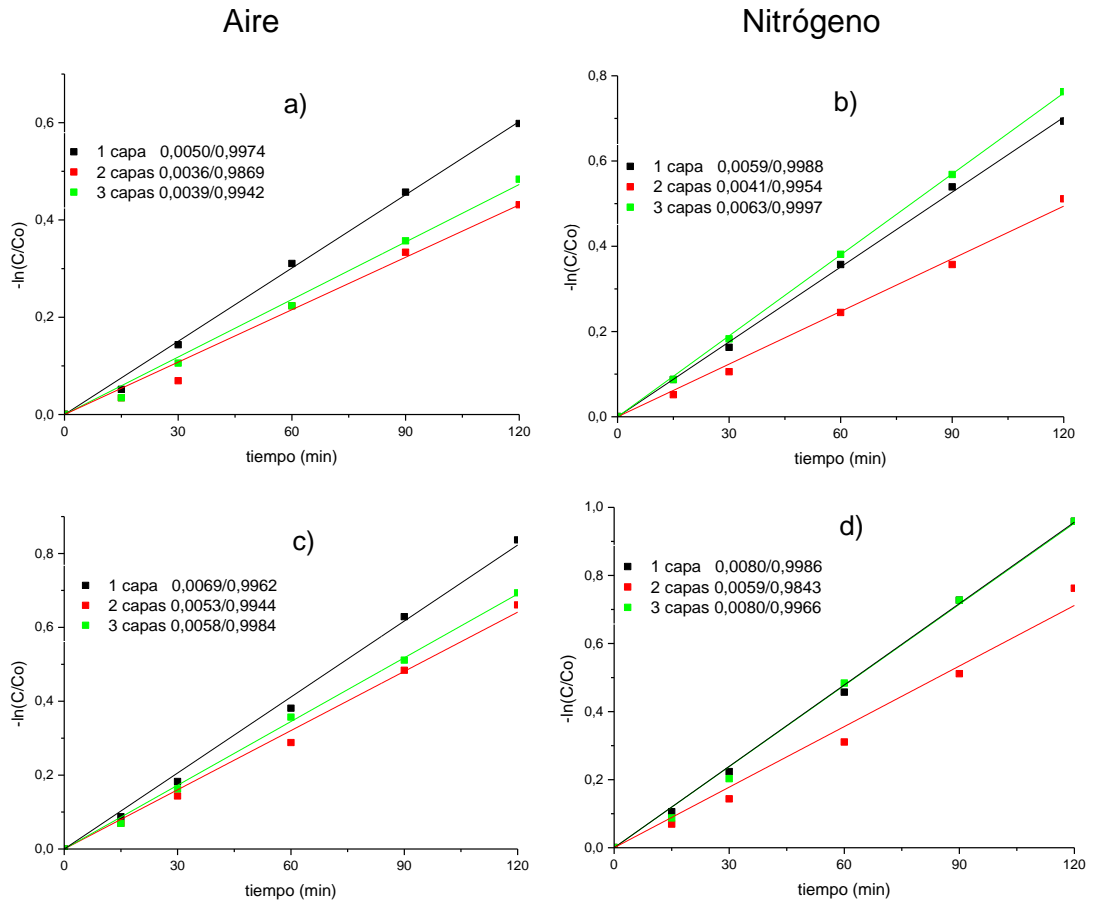 Aire
Nitrógeno
a)
1 capa 0,0050/0,9974
2 capas 0,0036/0,9869
3 capas 0,0039/0,9942
0,6
0,4
0,2
0,0
-ln(C/Co)
0 30 60 90 120
tiempo (min)
b)
1 capa 0,0059/0,9988
2 capas 0,0041/0,9954
3 capas 0,0063/0,9997
0,8
0,6
0,4
0,2
0,0
-ln(C/Co)
0 30 60 90 120
tiempo (min)
c)
1 capa 0,0069/0,9962
2 capas 0,0053/0,9944
3 capas 0,0058/0,9984
0,8
0,6
0,4
0,2
0,0
-ln(C/Co)
0 30 60 90 120
tiempo (min)
d)
1 capa 0,0080/0,9986
2 capas 0,0059/0,9843
3 capas 0,0080/0,9966
1,0
0,8
0,6
0,4
0,2
0,0
-ln(C/Co)
0 30 60 90 120
tiempo (min)